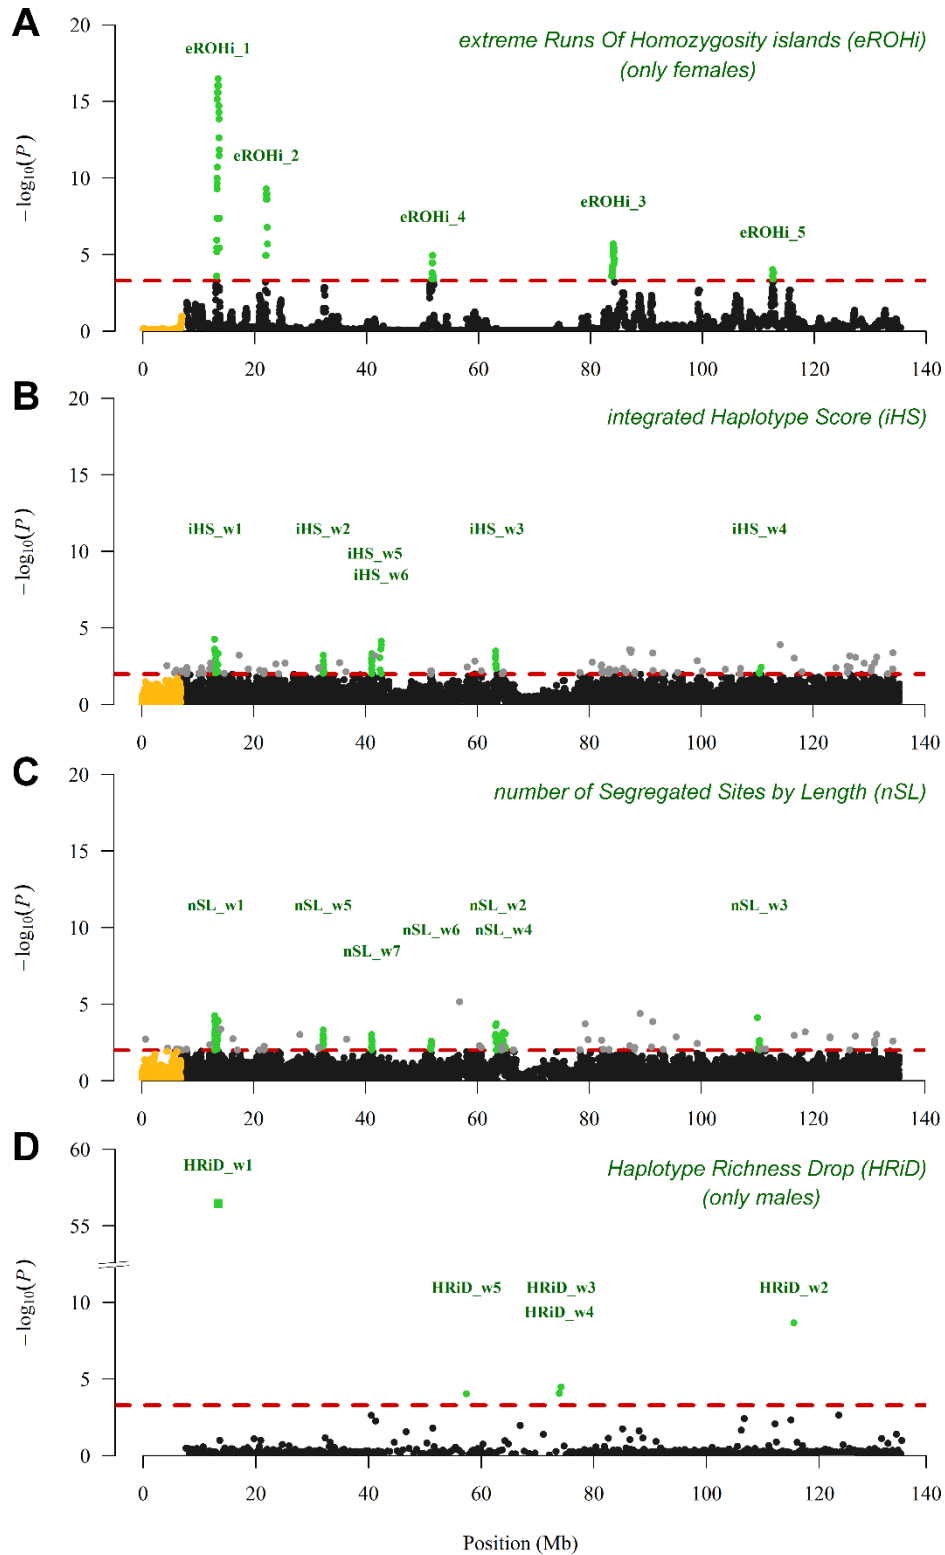 A
extreme Runs Of Homozygosity islands (eROHi)
(only females)
eROHi_1
eROHi_2
eROHi_4
eROHi_3
eROHi_5
−log10(P)
20
15
10
5
0
0 20 40 60 80 100 120 140
B
integrated Haplotype Score (iHS)
iHS_w1
iHS_w2
iHS_w3
iHS_w4
iHS_w5
iHS_w6
−log10(P)
20
15
10
5
0
0 20 40 60 80 100 120 140
C
number of Segregated Sites by Length (nSL)
nSL_w1
nSL_w5
nSL_w2
nSL_w3
nSL_w6
nSL_w4
nSL_w7
−log10(P)
20
15
10
5
0
0 20 40 60 80 100 120 140
D
Haplotype Richness Drop (HRiD)
(only males)
HRiD_w1
HRiD_w5
HRiD_w3
HRiD_w2
HRiD_w4
−log10(P)
60
55
10
5
0
0 20 40 60 80 100 120 140
Position (Mb)